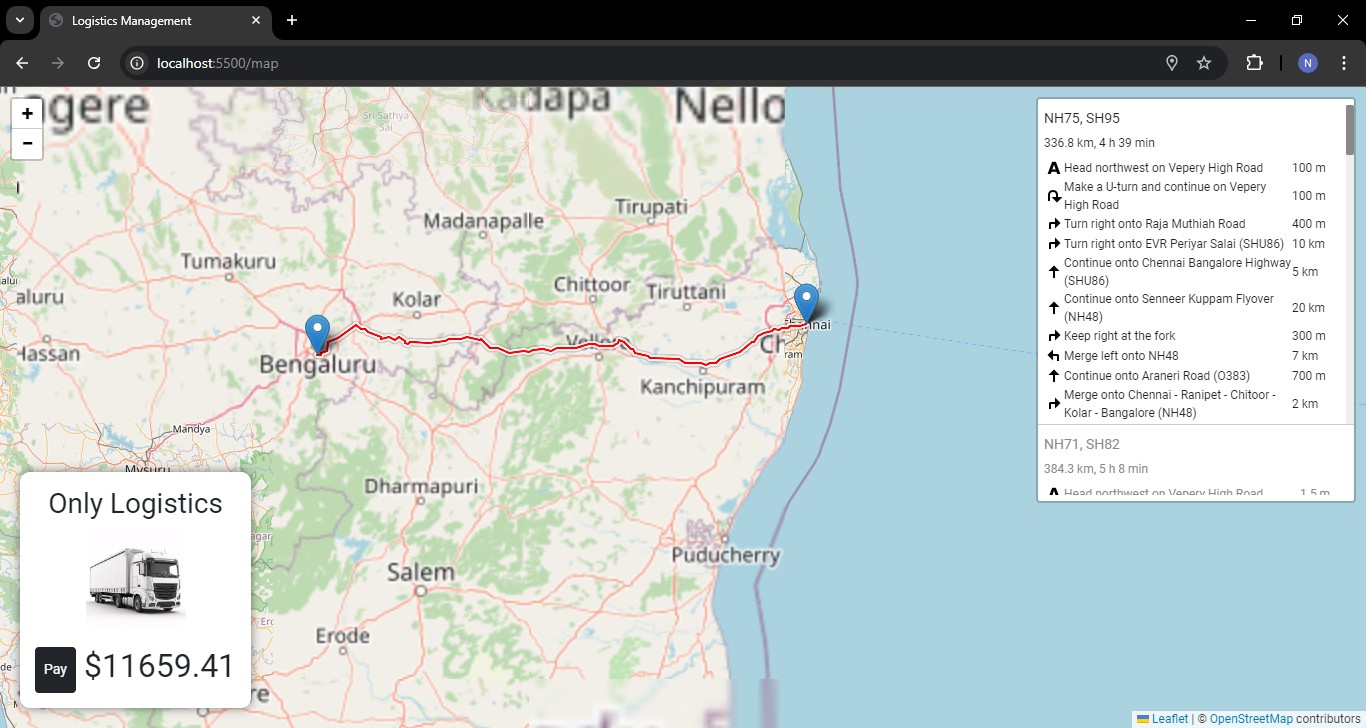 Logistics Management
localhost:5500/map
N
+
−
agere
Kadapa
Nello
Sri Sathya
Sai
Madanapalle
Tirupati
Tumakuru
Chittoor
Tiruttani
Kolar
aluru
Hassan
Bengaluru
Vellore
Kanchipuram
Mandya
Mysuru
Dharmapuri
Puducherry
Salem
Erode
Only Logistics
Pay
$11659.41
NH75, SH95
336.8 km, 4 h 39 min
Head northwest on Vepery High Road 100 m
Make a U-turn and continue on Vepery
High Road 100 m
Turn right onto Raja Muthiah Road 400 m
Turn right onto EVR Periyar Salai (SHU86) 10 km
Continue onto Chennai Bangalore Highway
(SHU86) 5 km
Continue onto Senneer Kuppam Flyover
(NH48) 20 km
Keep right at the fork 300 m
Merge left onto NH48 7 km
Continue onto Araneri Road (O383) 700 m
Merge onto Chennai - Ranipet - Chitoor -
Kolar - Bangalore (NH48) 2 km
NH71, SH82
384.3 km, 5 h 8 min
Head northwest on Vepery High Road 1.5 m
Leaflet | © OpenStreetMap contributors